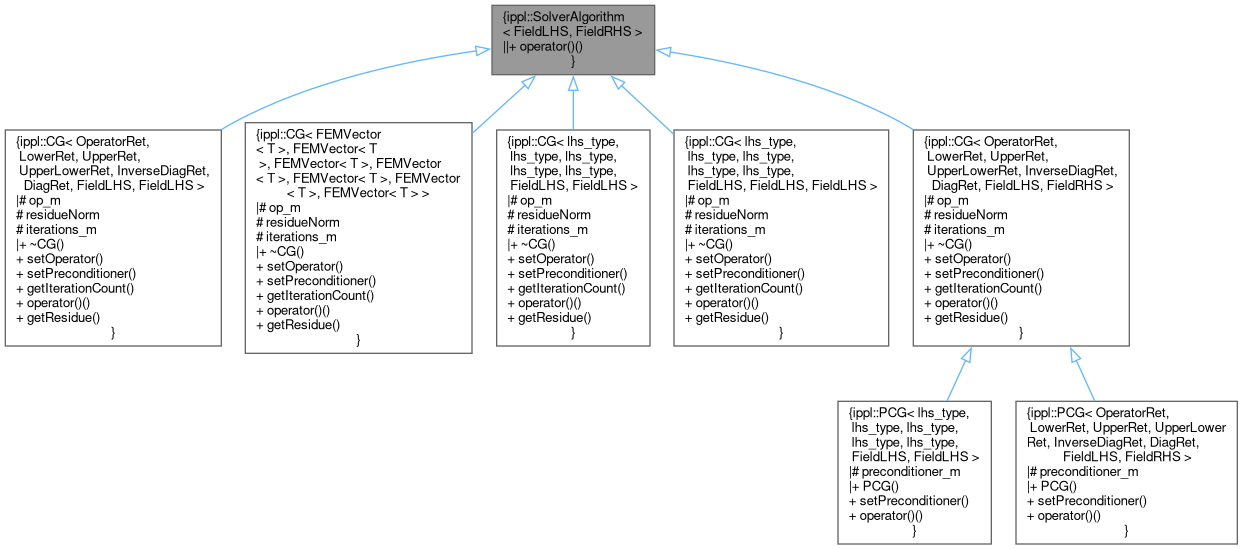 {ippl::SolverAlgorithm
< FieldLHS, FieldRHS >
||+ operator()()
}
{ippl::CG< OperatorRet,
LowerRet, UpperRet,
UpperLowerRet, InverseDiagRet,
DiagRet, FieldLHS, FieldLHS >
|# op_m
# residueNorm
# iterations_m
|+ ~CG()
+ setOperator()
+ setPreconditioner()
+ getIterationCount()
+ operator()()
+ getResidue()
}
{ippl::CG< FEMVector
< T >, FEMVector< T
>, FEMVector< T >, FEMVector
< T >, FEMVector< T >, FEMVector
< T >, FEMVector< T > >
|# op_m
# residueNorm
# iterations_m
|+ ~CG()
+ setOperator()
+ setPreconditioner()
+ getIterationCount()
+ operator()()
+ getResidue()
}
{ippl::CG< lhs_type,
lhs_type, lhs_type,
lhs_type, lhs_type,
FieldLHS, FieldLHS >
|# op_m
# residueNorm
# iterations_m
|+ ~CG()
+ setOperator()
+ setPreconditioner()
+ getIterationCount()
+ operator()()
+ getResidue()
}
{ippl::CG< lhs_type,
lhs_type, lhs_type,
lhs_type, lhs_type,
FieldLHS, FieldLHS, FieldLHS >
|# op_m
# residueNorm
# iterations_m
|+ ~CG()
+ setOperator()
+ setPreconditioner()
+ getIterationCount()
+ operator()()
+ getResidue()
}
{ippl::CG< OperatorRet,
LowerRet, UpperRet,
UpperLowerRet, InverseDiagRet,
DiagRet, FieldLHS, FieldRHS >
|# op_m
# residueNorm
# iterations_m
|+ ~CG()
+ setOperator()
+ setPreconditioner()
+ getIterationCount()
+ operator()()
+ getResidue()
}
{ippl::PCG< lhs_type,
lhs_type, lhs_type,
lhs_type, lhs_type,
FieldLHS, FieldLHS >
|# preconditioner_m
|+ PCG()
+ setPreconditioner()
+ operator()()
}
{ippl::PCG< OperatorRet,
LowerRet, UpperRet, UpperLower
Ret, InverseDiagRet, DiagRet,
FieldLHS, FieldRHS >
|# preconditioner_m
|+ PCG()
+ setPreconditioner()
+ operator()()
}